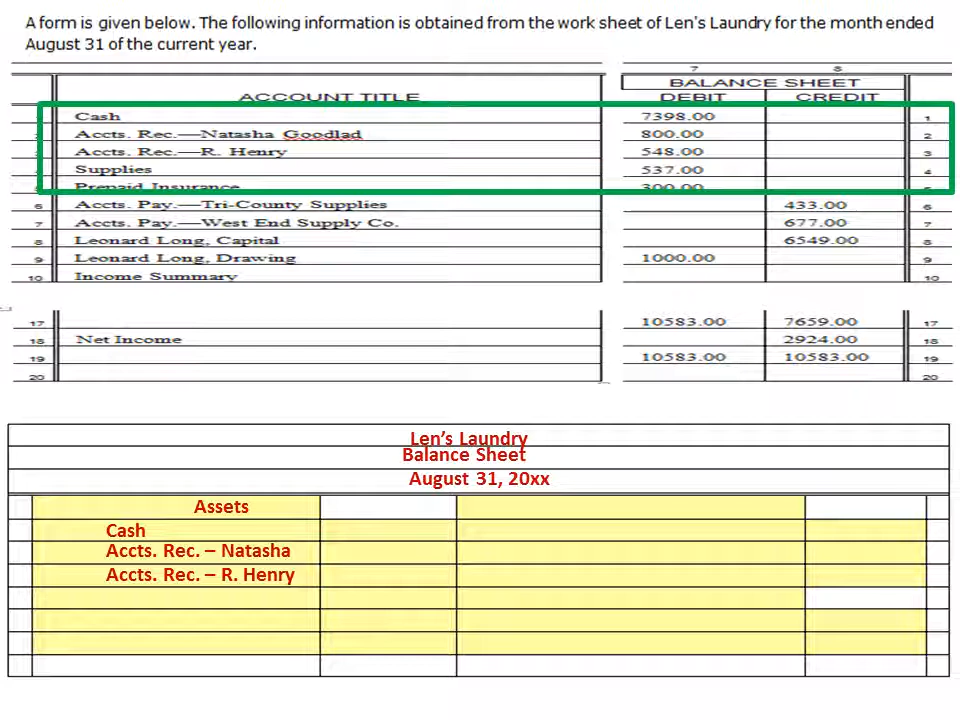 A form is given below. The following information is obtained from the work sheet of Len's Laundry for the month ended
August 31 of the current year.
7 8
BALANCE SHEET
ACCOUNT TITLE DEBIT CREDIT
1 Cash 7398.00 1
2 Accts. Rec.—Natasha Goodlad 800.00 2
3 Accts. Rec.—R. Henry 548.00 3
4 Supplies 537.00 4
5 Prepaid Insurance 300.00 5
6 Accts. Pay.—Tri-County Supplies 433.00 6
7 Accts. Pay.—West End Supply Co. 677.00 7
8 Leonard Long, Capital 6549.00 8
9 Leonard Long, Drawing 1000.00 9
10 Income Summary 10
17 10583.00 7659.00 17
18 Net Income 2924.00 18
19 10583.00 10583.00 19
20 20
Len's Laundry
Balance Sheet
August 31, 20xx
Assets
Cash
Accts. Rec. – Natasha
Accts. Rec. – R. Henry